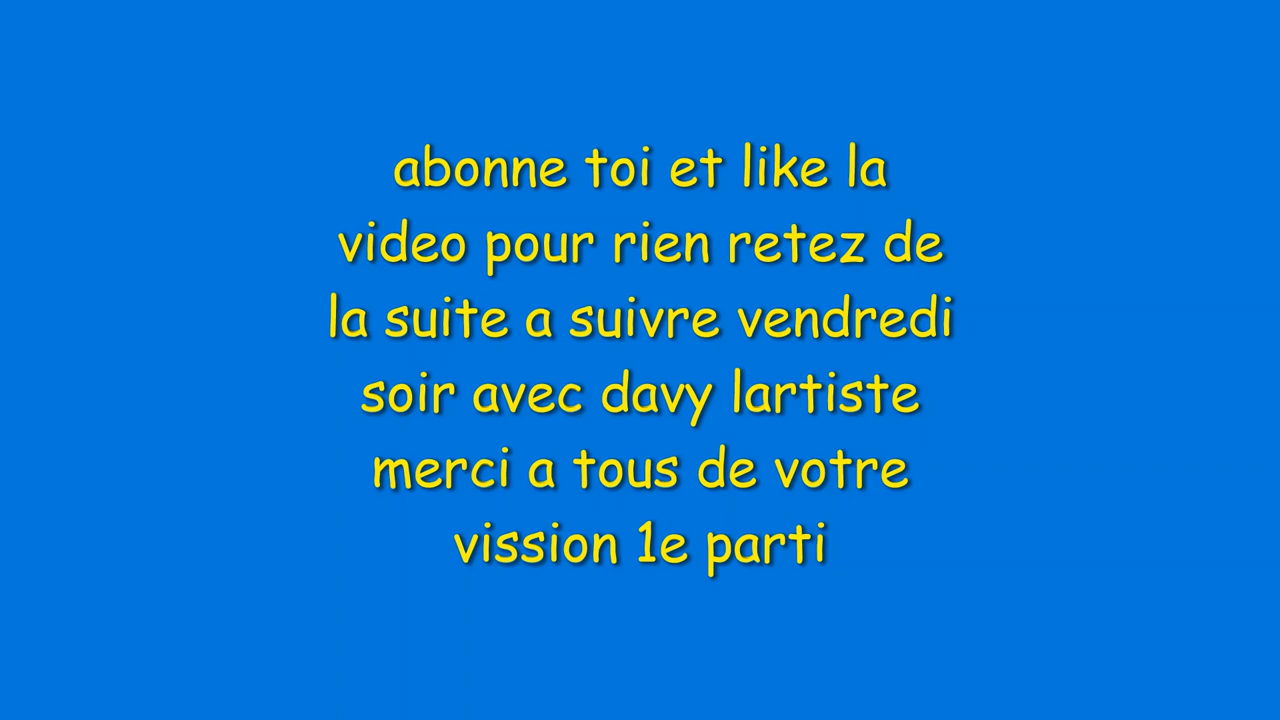 abonne toi et like la
video pour rien retez de
la suite a suivre vendredi
soir avec davy lartiste
merci a tous de votre
vission 1e parti